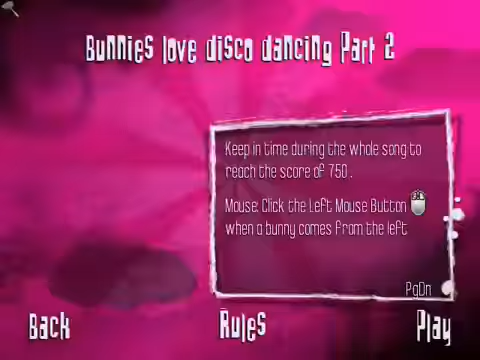 Bunnies love disco dancing Part 2
Keep in time during the whole song to
reach the score of 750 .
Mouse: Click the Left Mouse Button
when a bunny comes from the left
PgDn
Back
Rules
Play